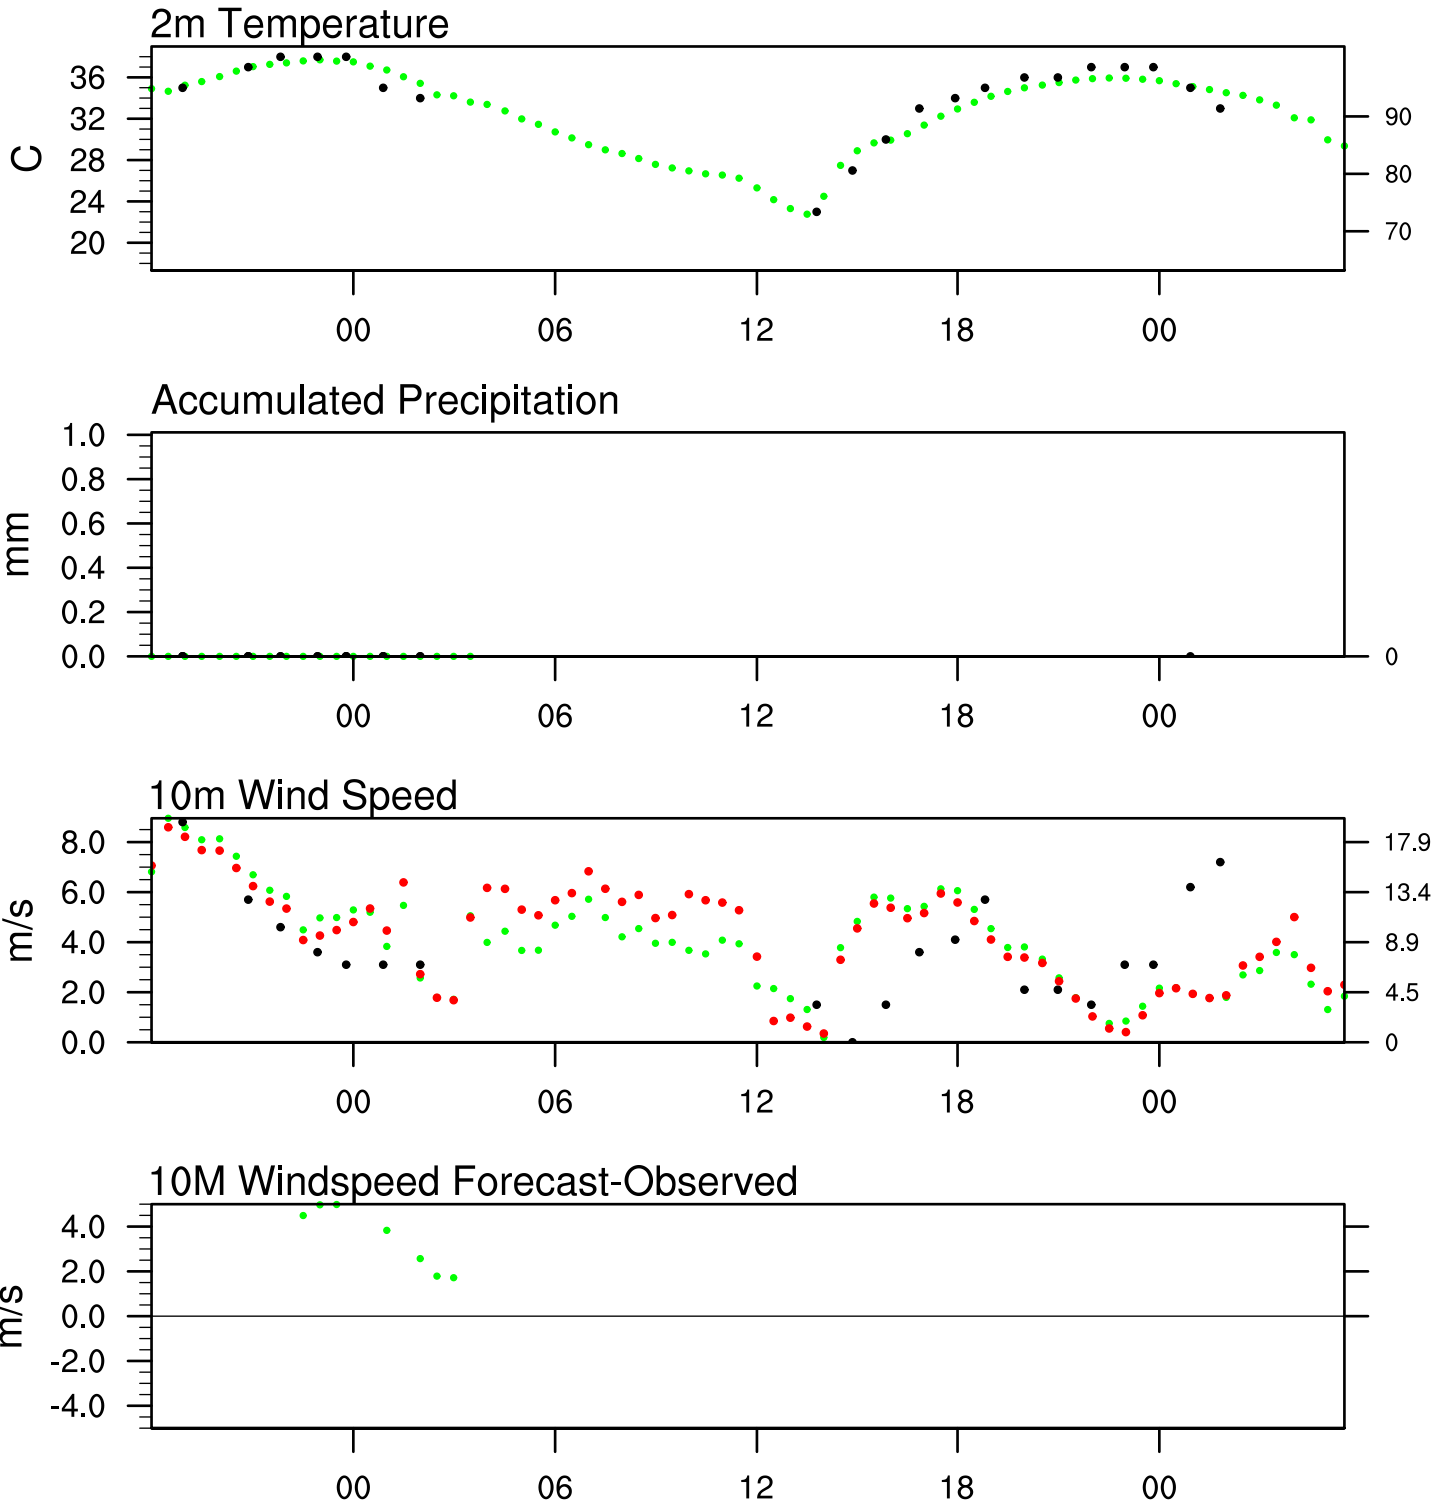 2m Temperature
C
36
32
28
24
20
90
80
70
00 06 12 18 00
Accumulated Precipitation
mm
1.0
0.8
0.6
0.4
0.2
0.0
0
00 06 12 18 00
10m Wind Speed
m/s
8.0
6.0
4.0
2.0
0.0
17.9
13.4
8.9
4.5
0
00 06 12 18 00
10M Windspeed Forecast-Observed
m/s
4.0
2.0
0.0
-2.0
-4.0
00 06 12 18 00